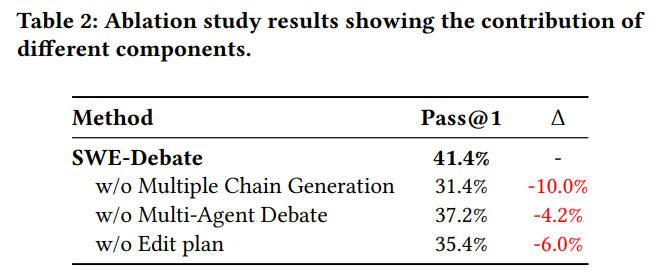 Table 2: Ablation study results showing the contribution of
different components.
Method Pass@1 Δ
SWE-Debate 41.4% -
w/o Multiple Chain Generation 31.4% -10.0%
w/o Multi-Agent Debate 37.2% -4.2%
w/o Edit plan 35.4% -6.0%